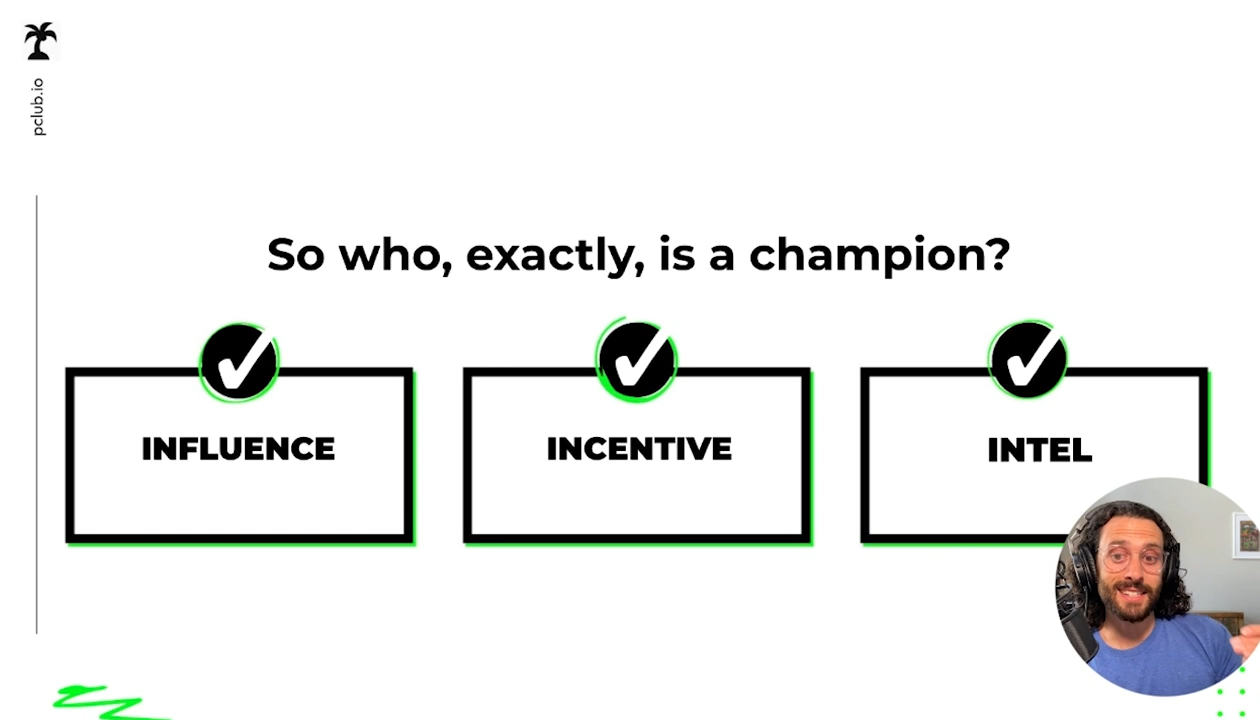 pclub.io
So who, exactly, is a champion?
INFLUENCE
INCENTIVE
INTEL